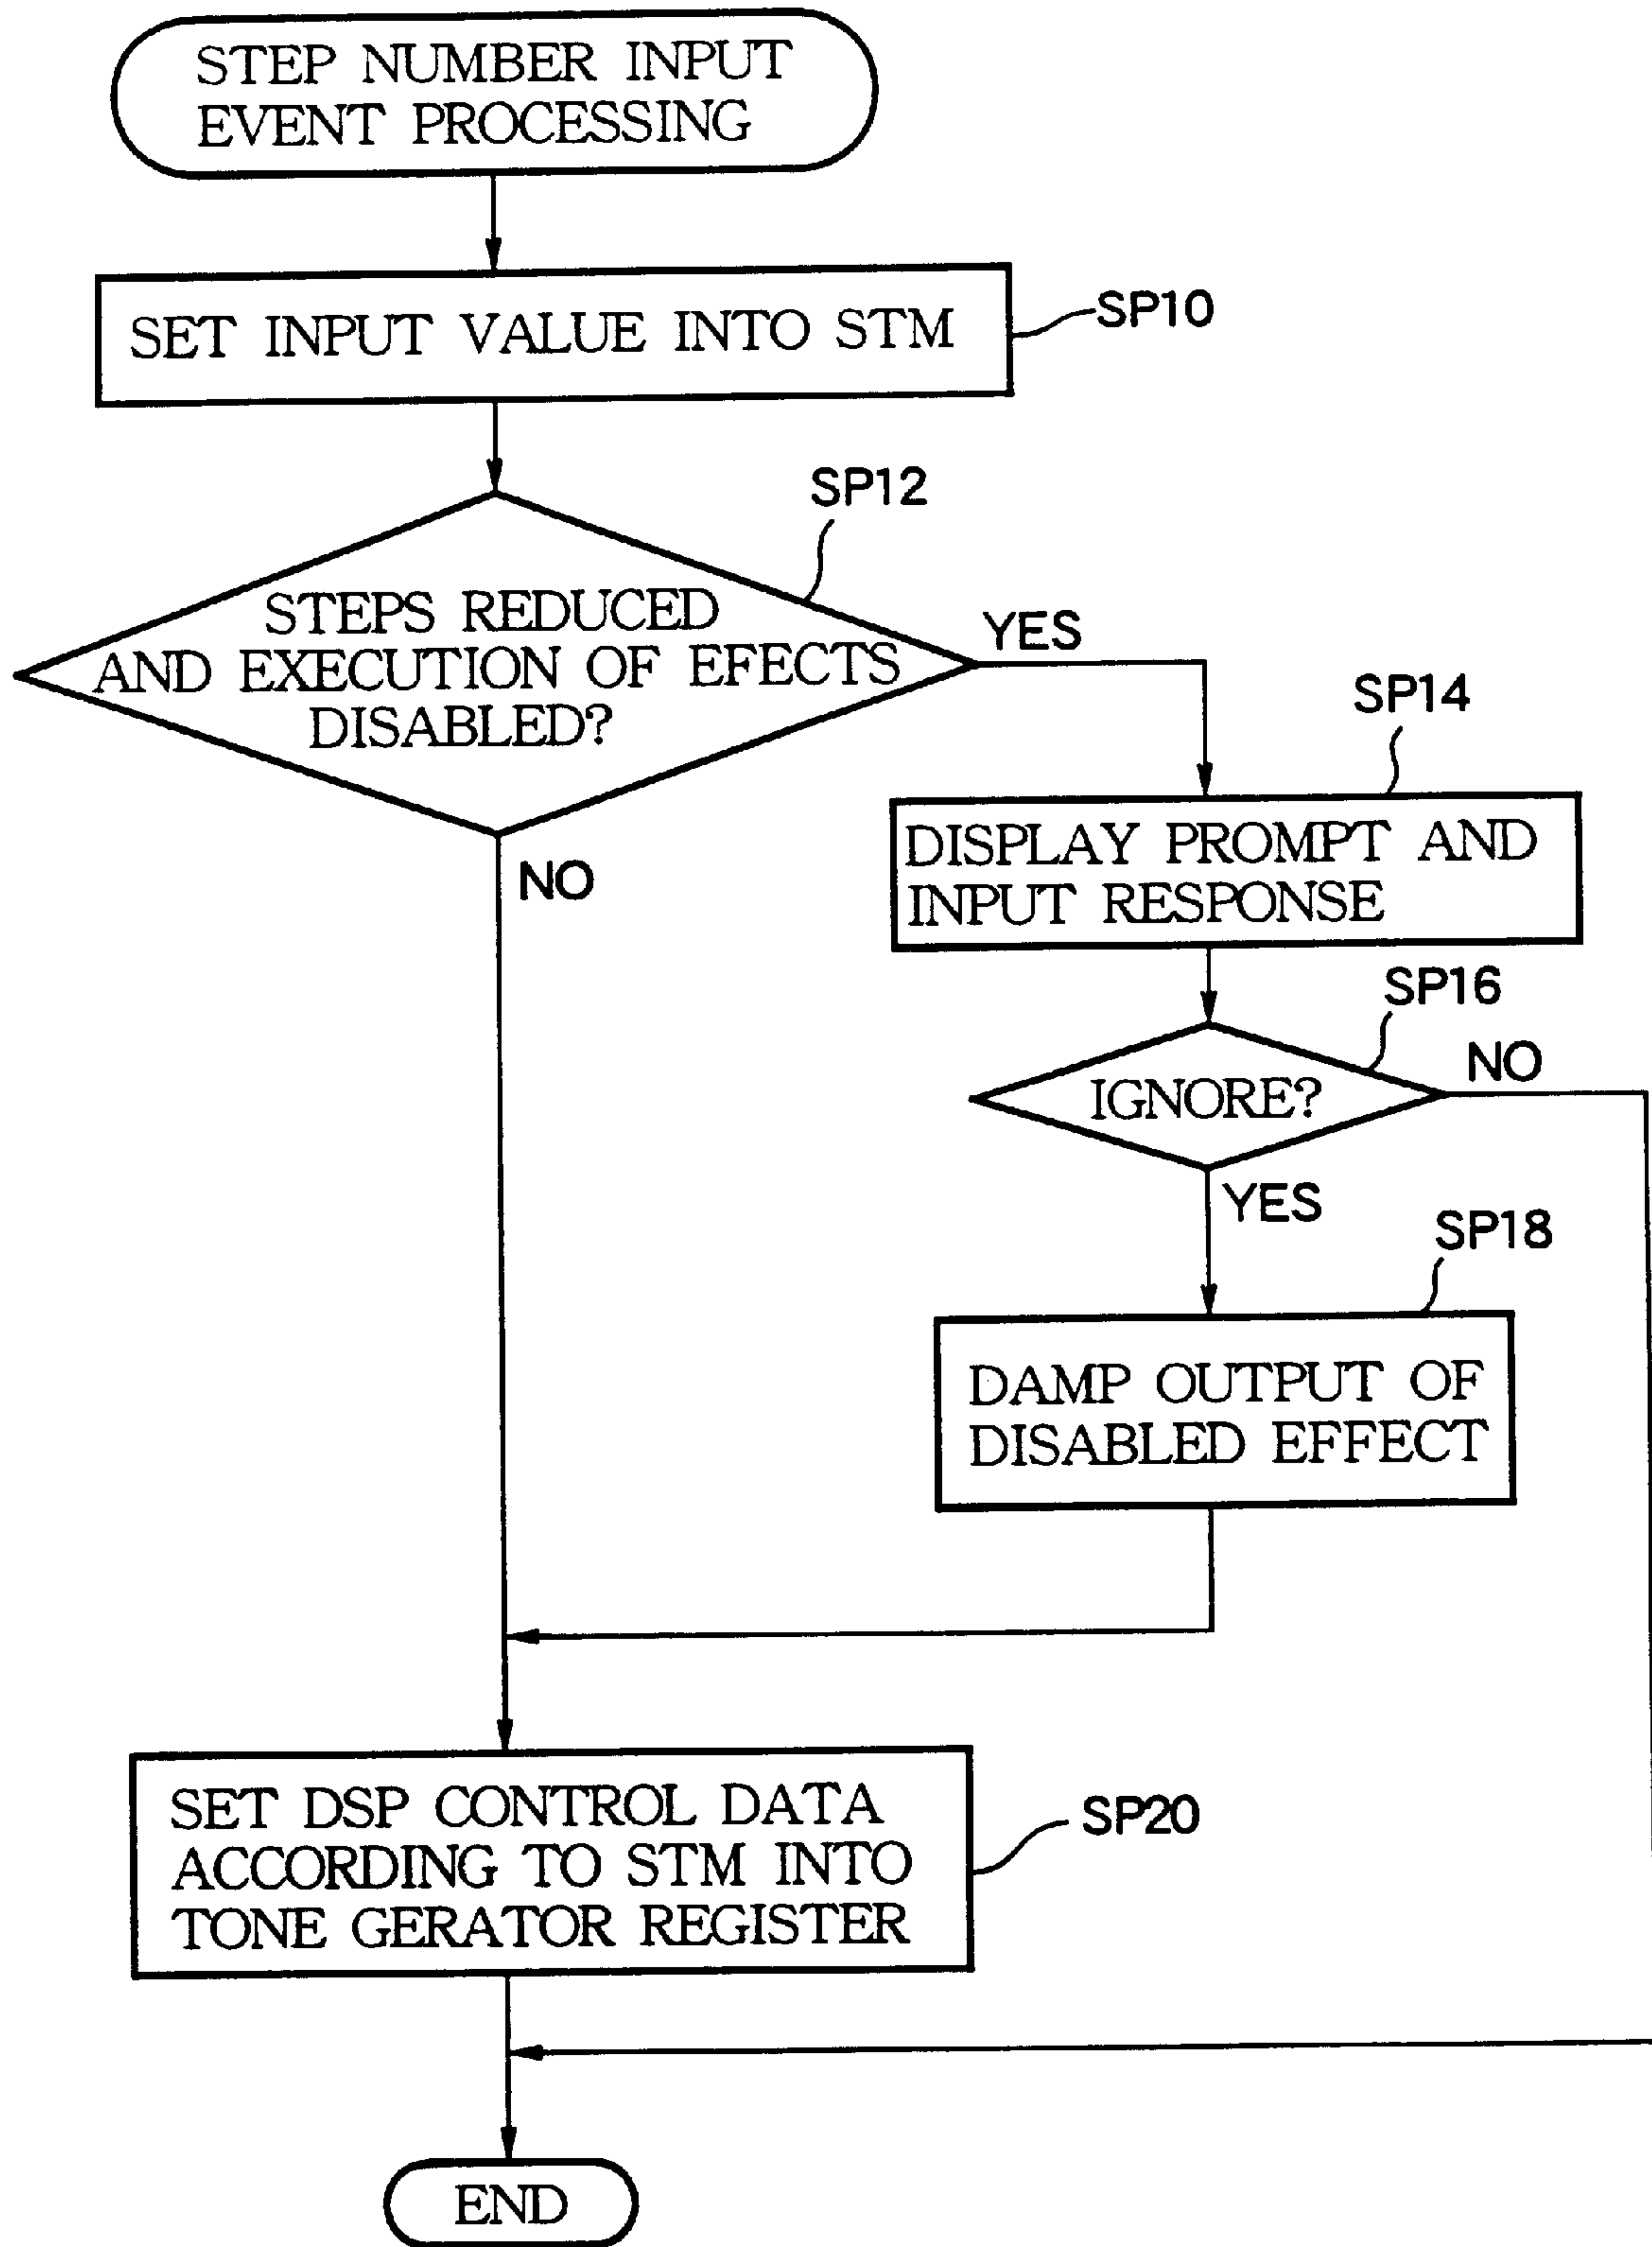 STEP NUMBER INPUT
EVENT PROCESSING
SET INPUT VALUE INTO STM
SP10
SP12
STEPS REDUCED
AND EXECUTION OF EFECTS
DISABLED?
YES
NO
SP14
DISPLAY PROMPT AND
INPUT RESPONSE
SP16
IGNORE?
NO
YES
SP18
DAMP OUTPUT OF
DISABLED EFFECT
SET DSP CONTROL DATA
ACCORDING TO STM INTO
TONE GERATOR REGISTER
SP20
END